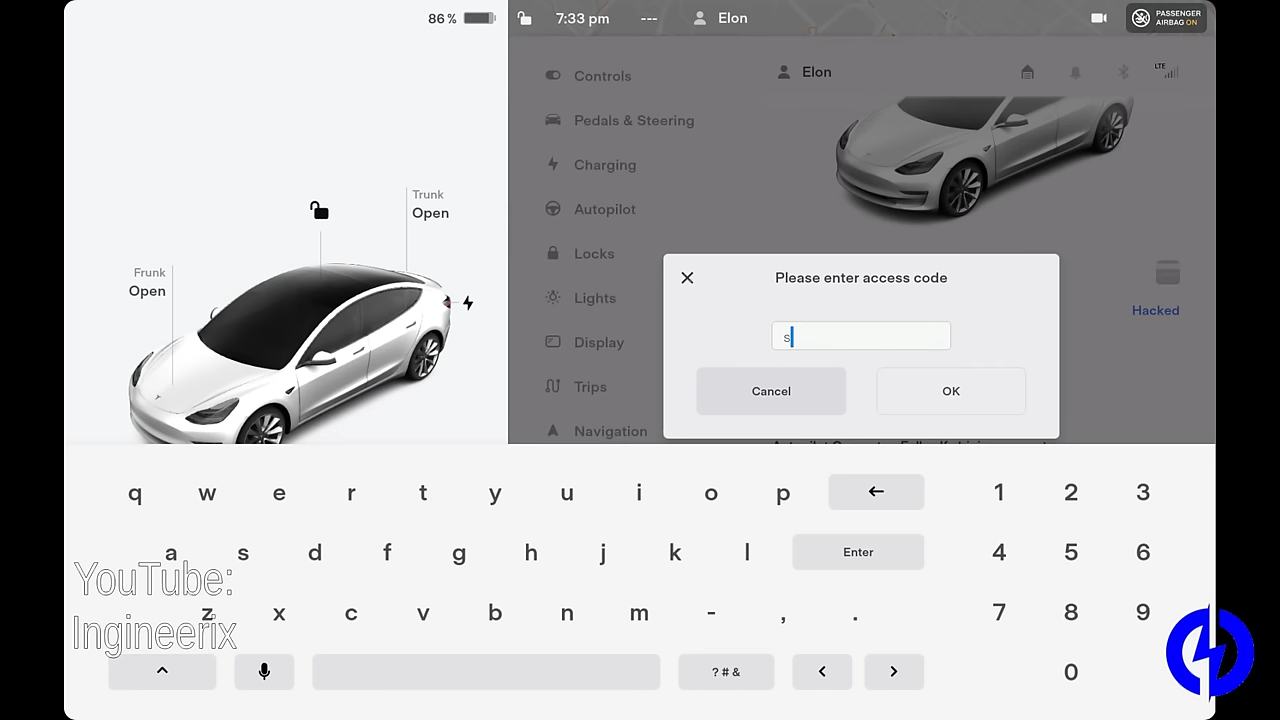 86 %
7:33 pm
---
Elon
PASSENGER
AIRBAG ON
Trunk
Open
Frunk
Open
Controls
Pedals & Steering
Charging
Autopilot
Locks
Lights
Display
Trips
Navigation
Elon
LTE
Hacked
Please enter access code
s
Cancel
OK
q w e r t y u i o p 1 2 3
a s d f g h j k l Enter 4 5 6
z x c v b n m - , . 7 8 9
? # & 0
YouTube:
Ingineerix